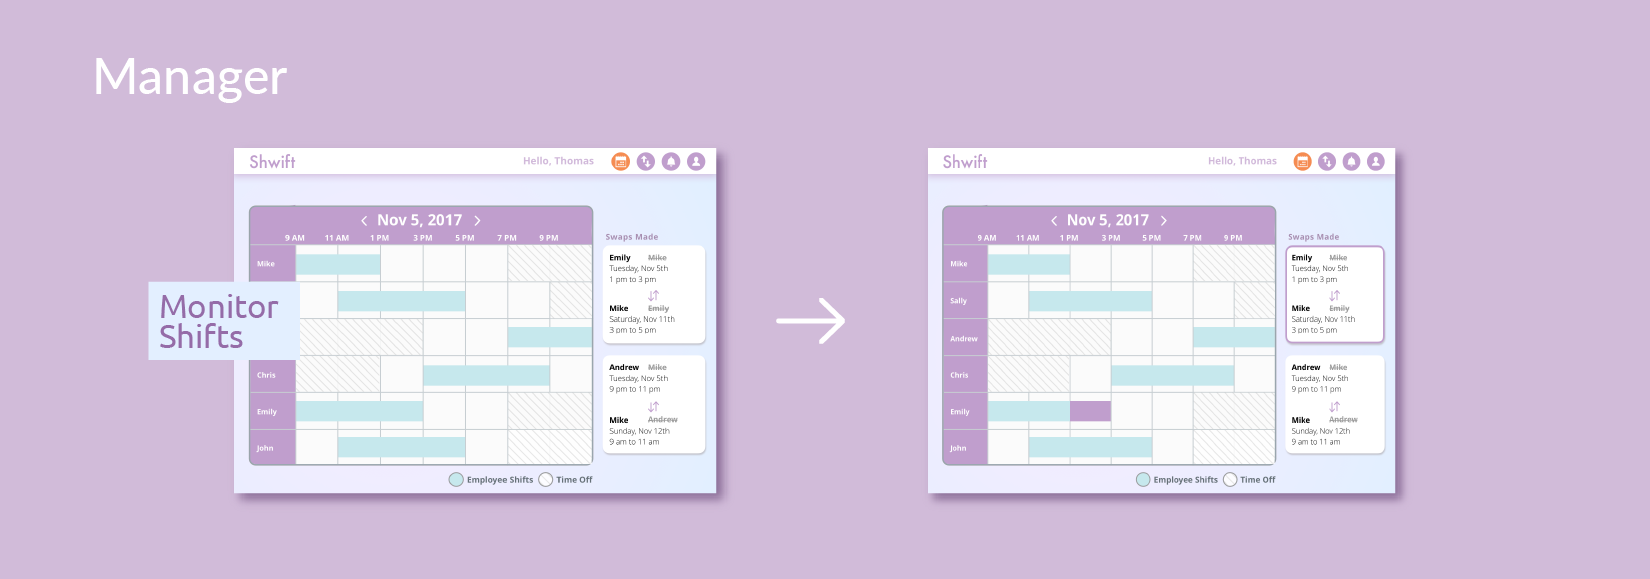 Manager
Shwift
Hello, Thomas
Nov 5, 2017
9 AM 11 AM 1 PM 3 PM 5 PM 7 PM 9 PM
Mike
Monitor
Shifts
Chris
Emily
John
Swaps Made
Emily Mike
Tuesday, Nov 5th
1 pm to 3 pm
Mike Emily
Saturday, Nov 11th
3 pm to 5 pm
Andrew Mike
Tuesday, Nov 5th
9 pm to 11 pm
Mike Andrew
Sunday, Nov 12th
9 am to 11 am
Employee Shifts Time Off
Shwift
Hello, Thomas
Nov 5, 2017
9 AM 11 AM 1 PM 3 PM 5 PM 7 PM 9 PM
Mike
Sally
Andrew
Chris
Emily
John
Swaps Made
Emily Mike
Tuesday, Nov 5th
1 pm to 3 pm
Mike Emily
Saturday, Nov 11th
3 pm to 5 pm
Andrew Mike
Tuesday, Nov 5th
9 pm to 11 pm
Mike Andrew
Sunday, Nov 12th
9 am to 11 am
Employee Shifts Time Off